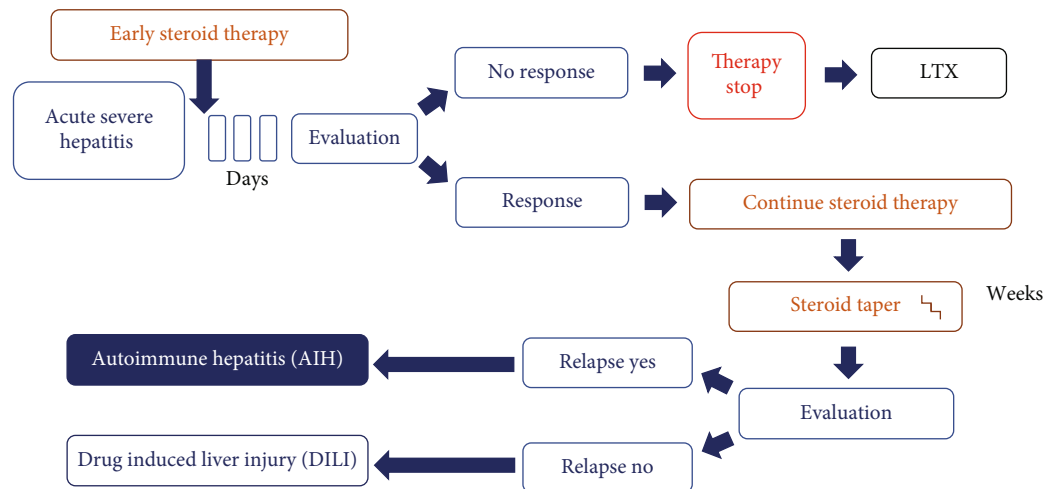 Early steroid therapy
Acute severe
hepatitis
Days
Evaluation
No response
Therapy
stop
LTX
Response
Continue steroid therapy
Steroid taper
Weeks
Evaluation
Relapse yes
Autoimmune hepatitis (AIH)
Relapse no
Drug induced liver injury (DILI)